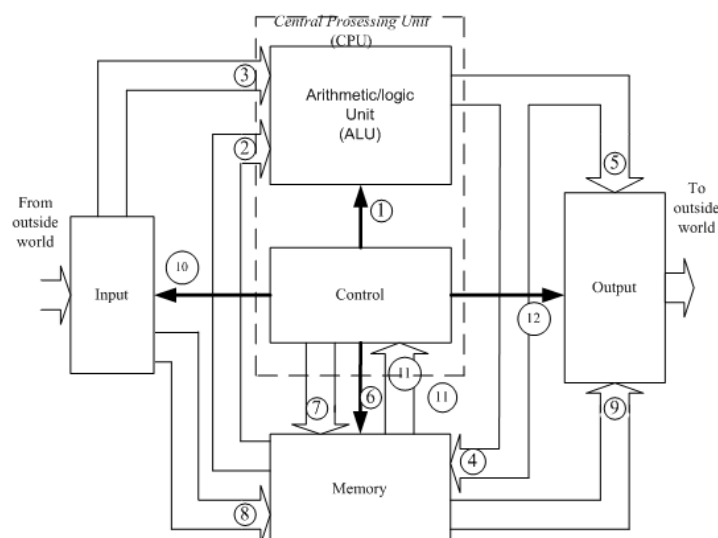 Central Prosessing Unit
(CPU)
3
Arithmetic/logic
Unit
(ALU)
2
5
From
outside
world
To
outside
world
1
10
Input
Control
Output
12
11
11
7
6
9
4
Memory
8